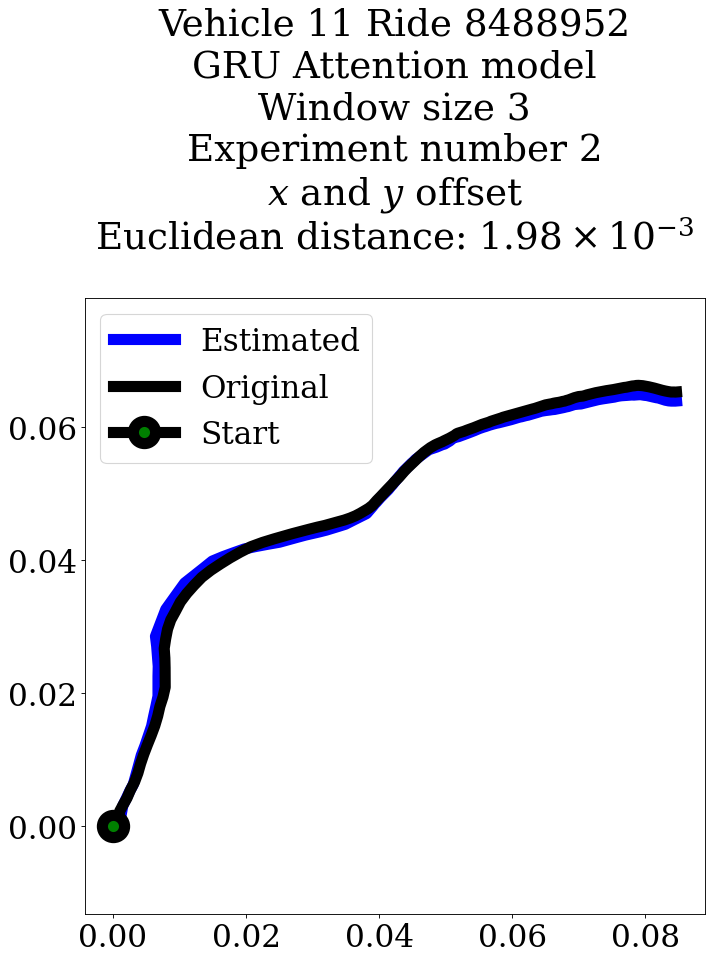 Vehicle 11 Ride 8488952
GRU Attention model
Window size 3
Experiment number 2
x and y offset
Euclidean distance: 1.98 × 10⁻³
Estimated
Original
Start
0.06
0.04
0.02
0.00
0.00 0.02 0.04 0.06 0.08